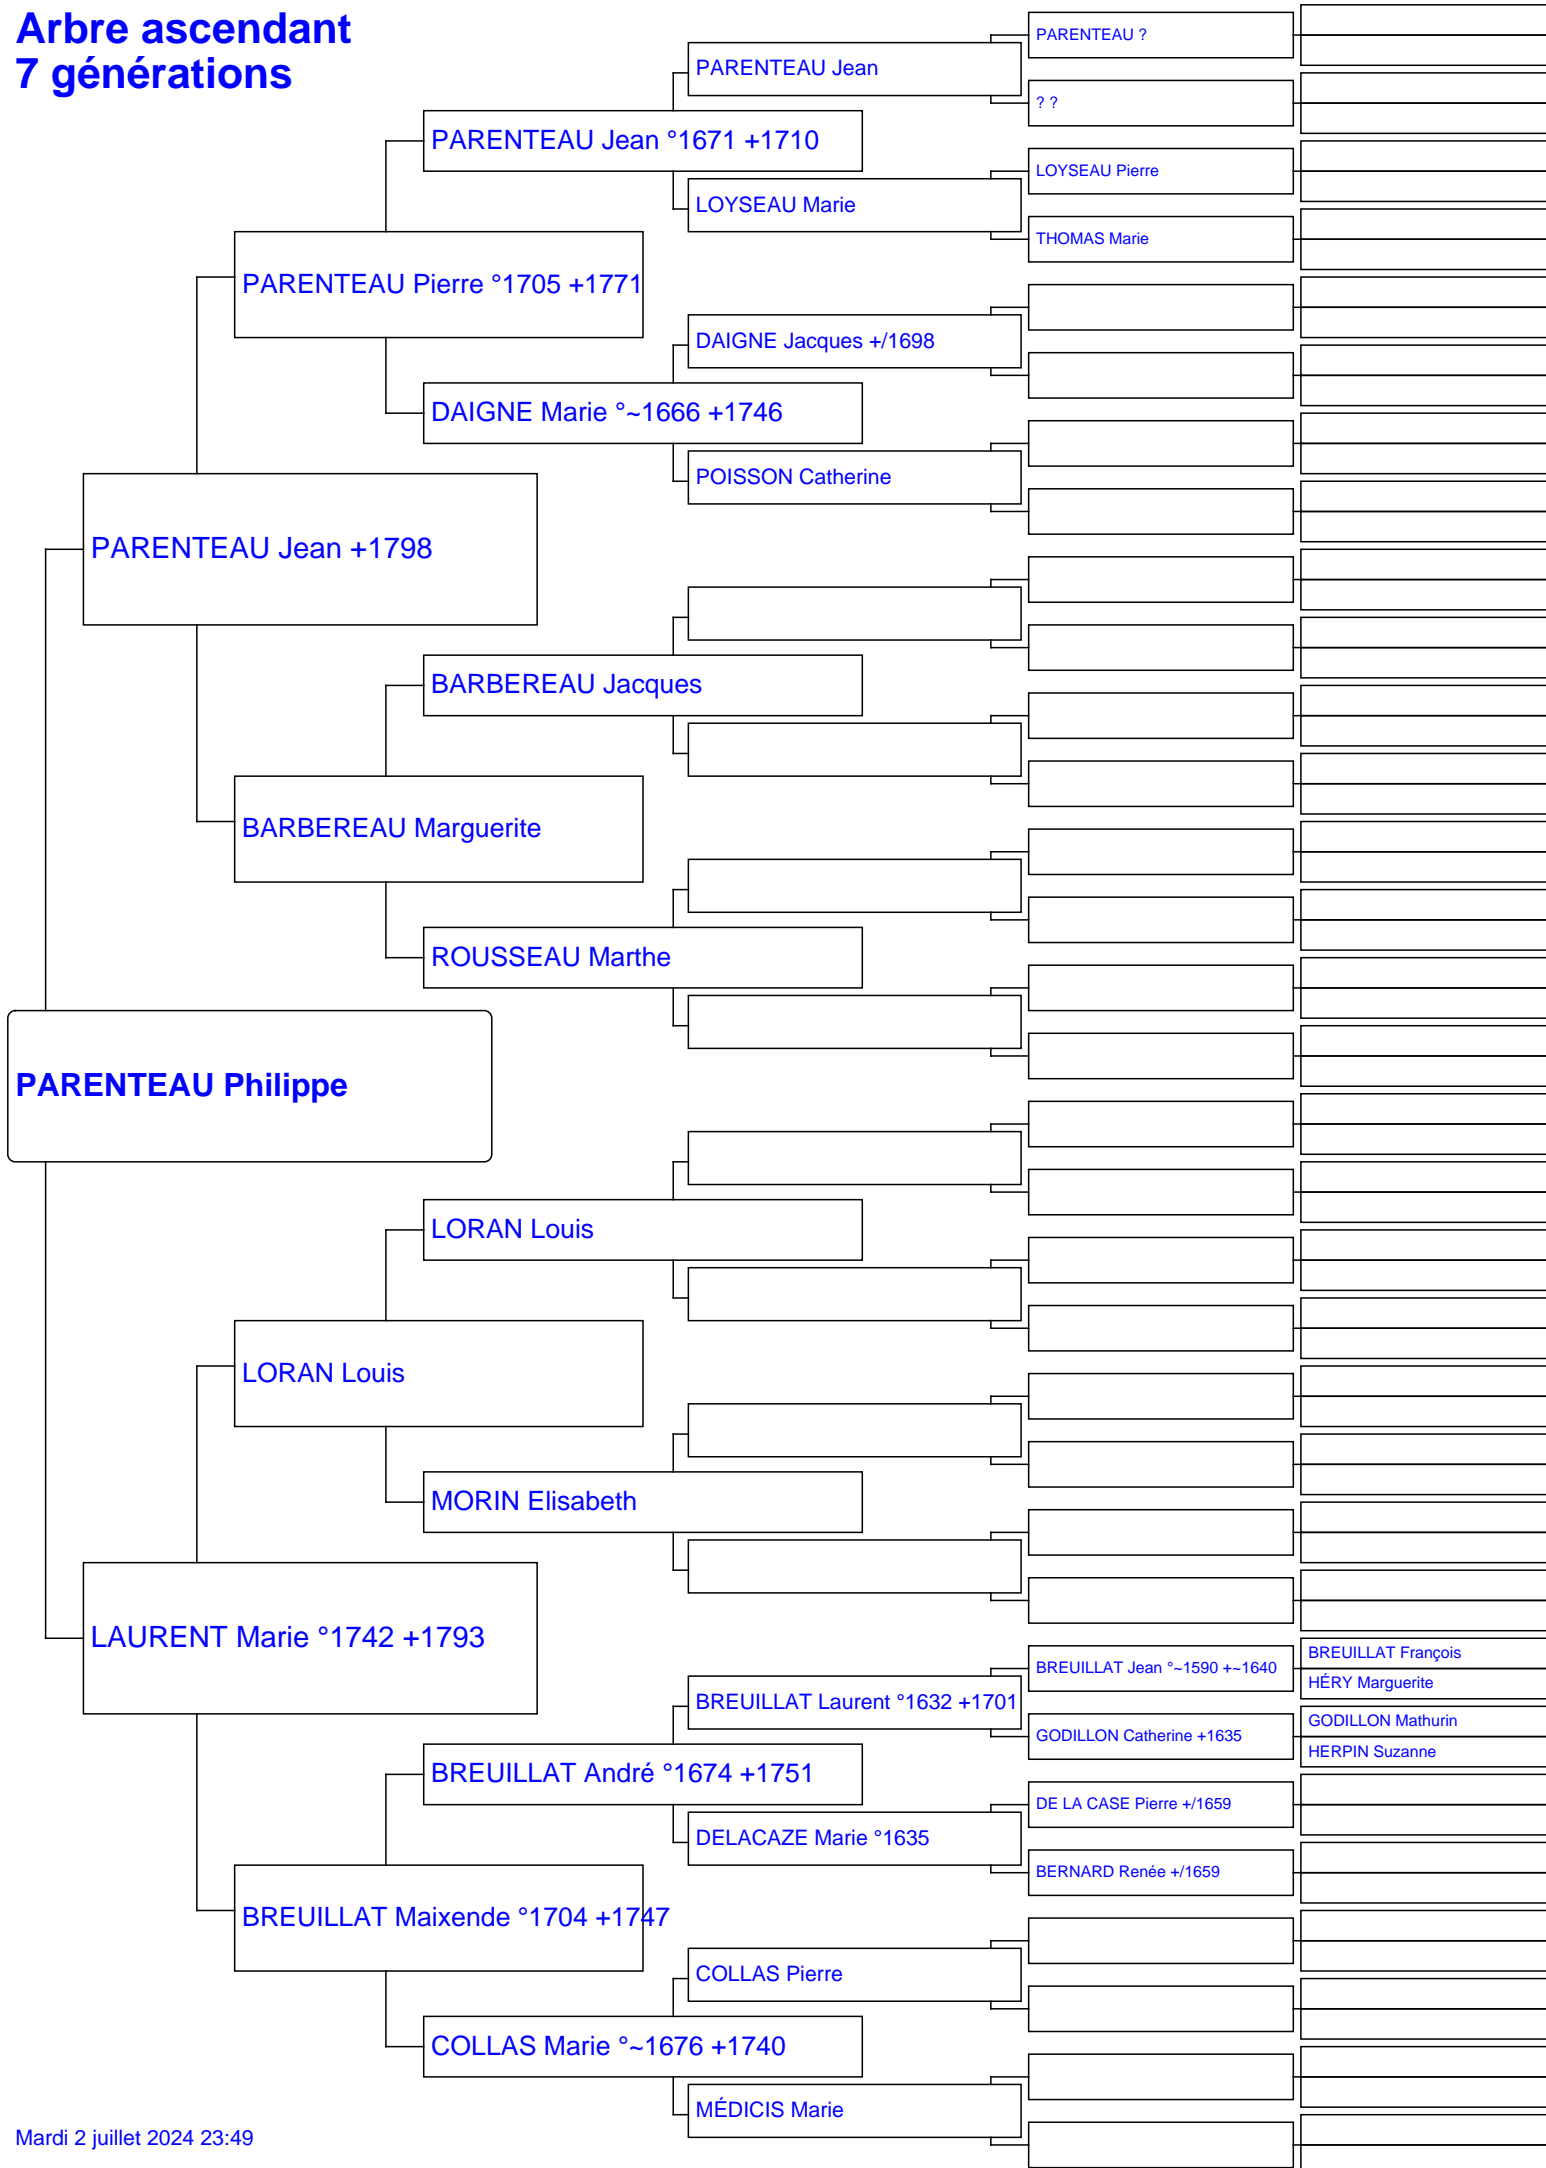 Arbre ascendant
7 générations
PARENTEAU ?
PARENTEAU Jean
? ?
PARENTEAU Jean °1671 +1710
LOYSEAU Pierre
LOYSEAU Marie
THOMAS Marie
PARENTEAU Pierre °1705 +1771
DAIGNE Jacques +/1698
DAIGNE Marie °~1666 +1746
POISSON Catherine
PARENTEAU Jean +1798
BARBEREAU Jacques
BARBEREAU Marguerite
ROUSSEAU Marthe
PARENTEAU Philippe
LORAN Louis
LORAN Louis
MORIN Elisabeth
LAURENT Marie °1742 +1793
BREUILLAT François
BREUILLAT Jean °~1590 +~1640
HÉRY Marguerite
BREUILLAT Laurent °1632 +1701
GODILLON Mathurin
GODILLON Catherine +1635
HERPIN Suzanne
BREUILLAT André °1674 +1751
DE LA CASE Pierre +/1659
DELACAZE Marie °1635
BERNARD Renée +/1659
BREUILLAT Maixende °1704 +1747
COLLAS Pierre
COLLAS Marie °~1676 +1740
MÉDICIS Marie
Mardi 2 juillet 2024 23:49